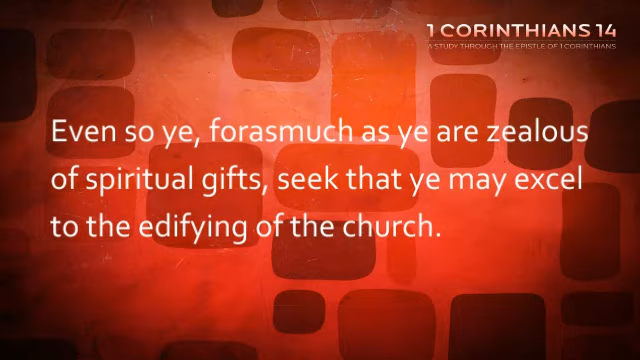 1 CORINTHIANS 14
A STUDY THROUGH THE EPISTLE OF 1 CORINTHIANS
Even so ye, forasmuch as ye are zealous
of spiritual gifts, seek that ye may excel
to the edifying of the church.